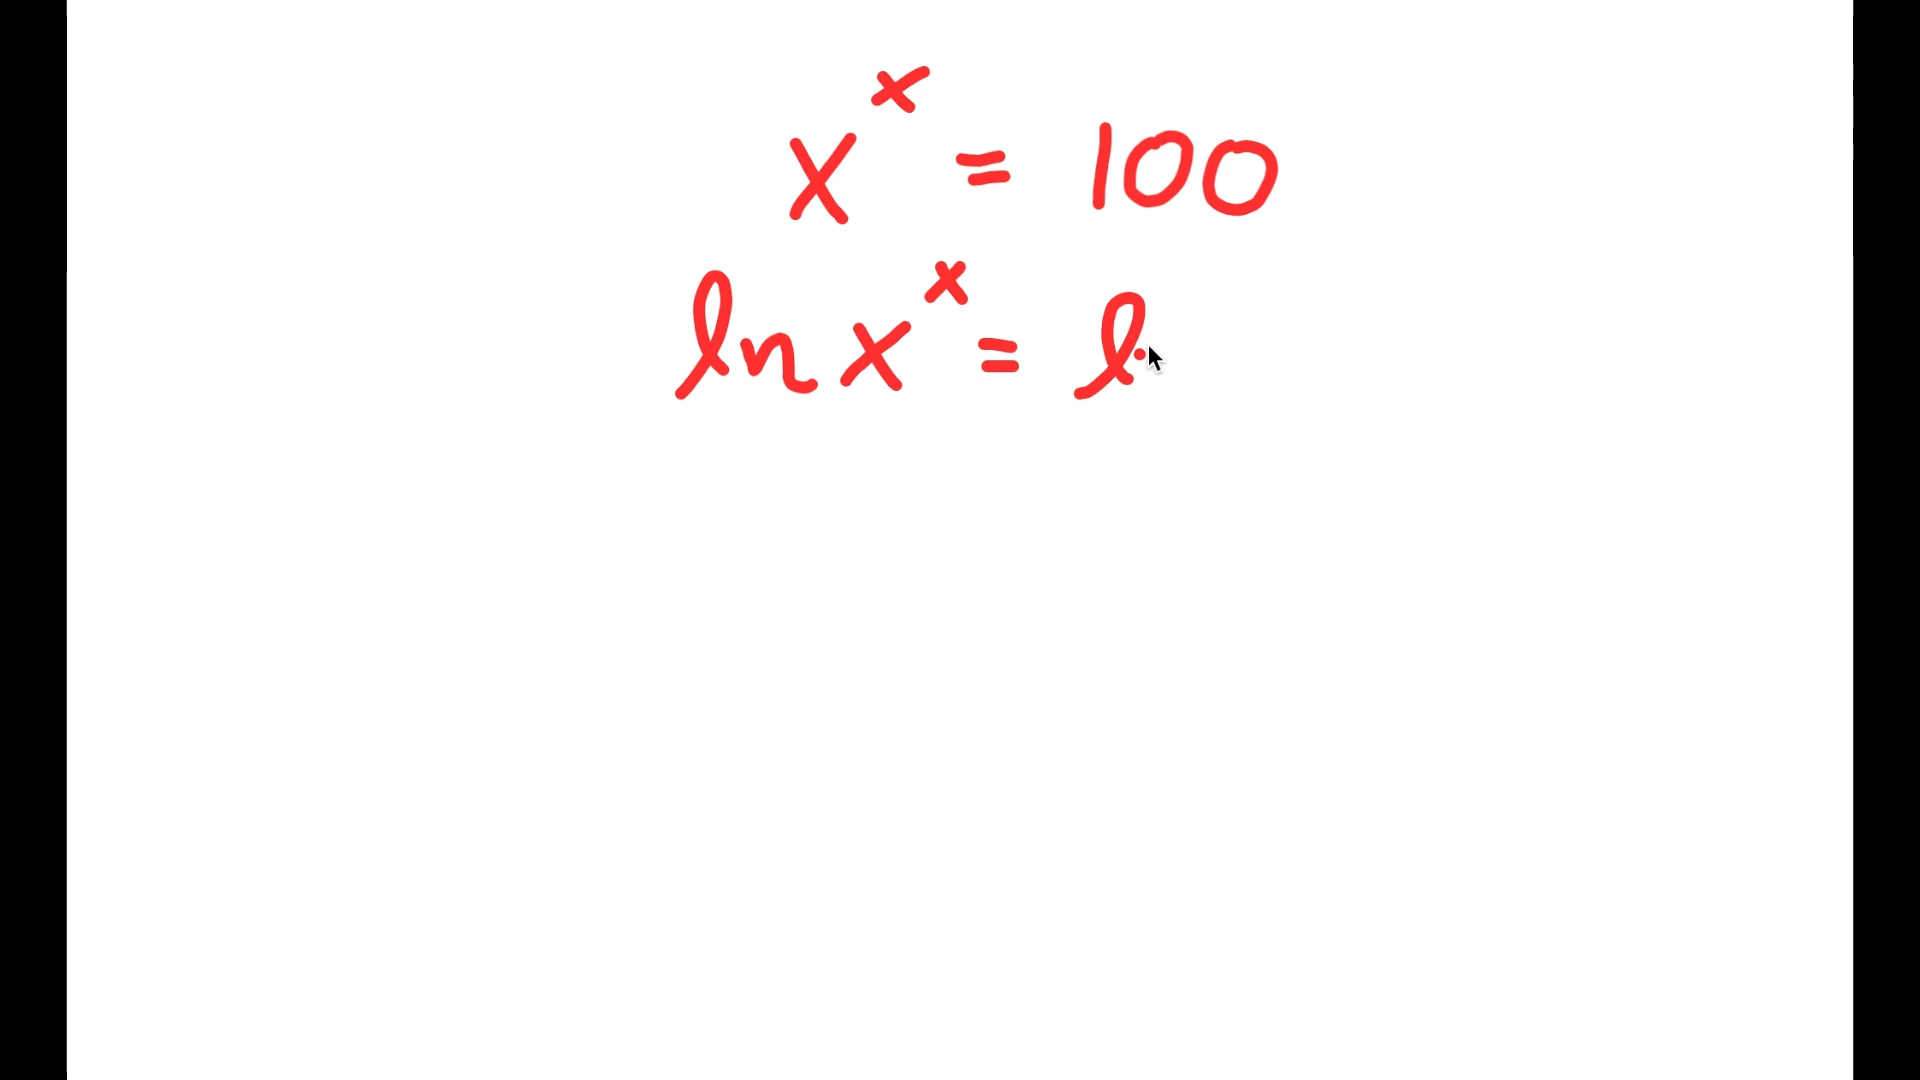 x^x = 100
ln x^x = l